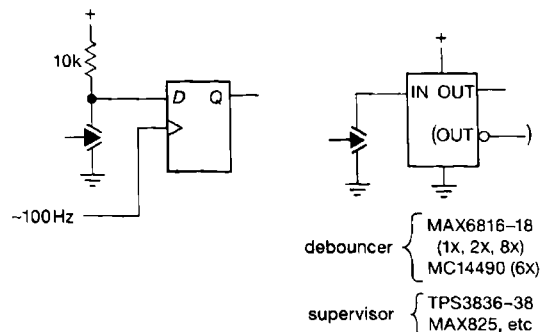 +
10k
D Q
~100Hz
+
IN OUT
(OUT )
debouncer { MAX6816–18
(1x, 2x, 8x)
MC14490 (6x)
supervisor { TPS3836–38
MAX825, etc